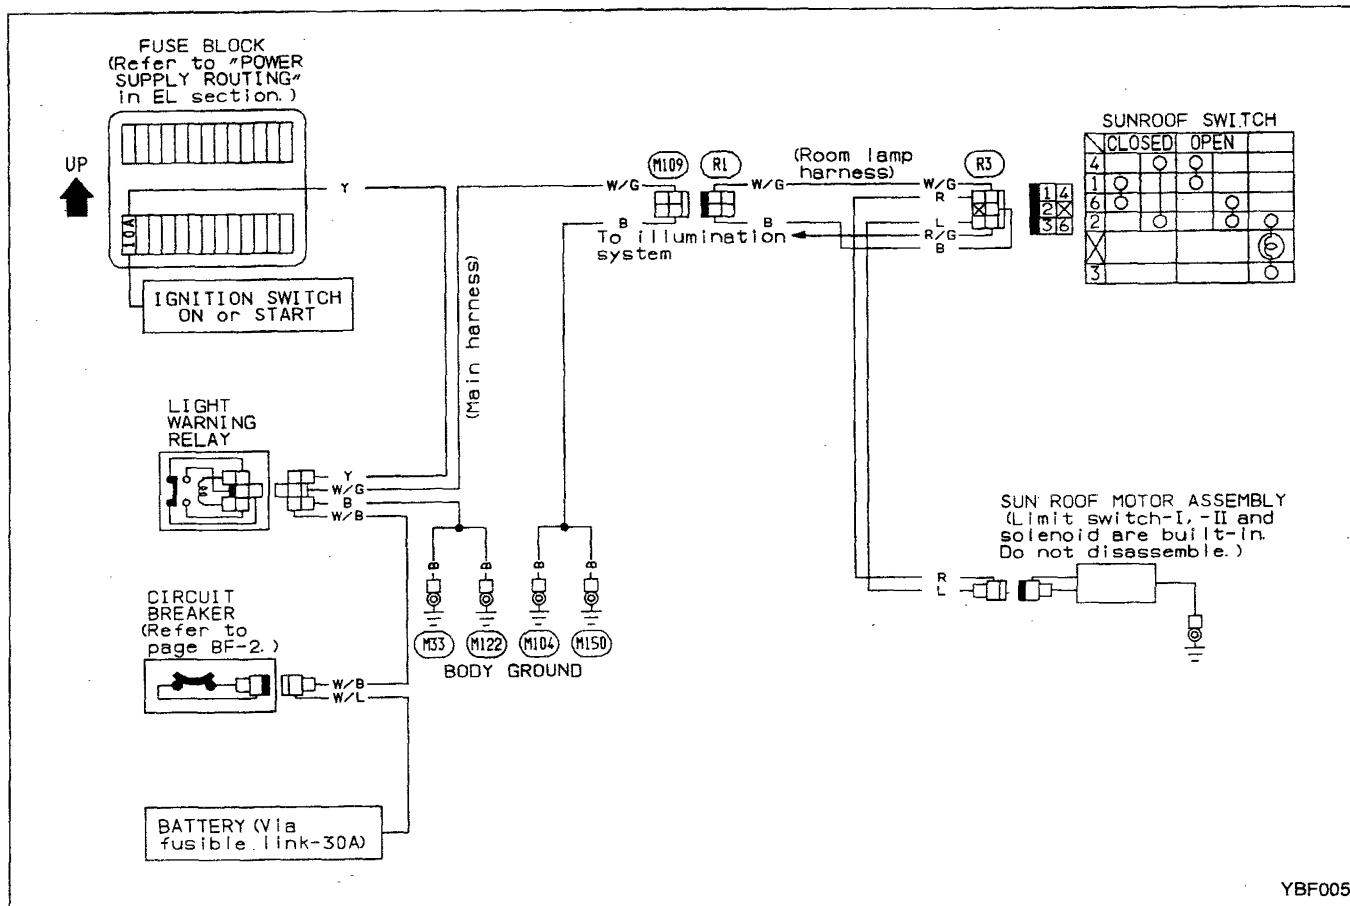 FUSE BLOCK
(Refer to "POWER
SUPPLY ROUTING"
in EL section.)
UP
Y
10A
IGNITION SWITCH
ON or START
(Main harness)
M109
R1
(Room lamp
harness)
R3
W/G
W/G
W/G
R
B
B
L
R/G
B
To illumination
system
1 4
2
3 6
SUNROOF SWITCH
CLOSED OPEN
4
1
6
2
3
LIGHT
WARNING
RELAY
Y
W/G
B
W/B
B B B B
M33 M122 M104 M150
BODY GROUND
SUN ROOF MOTOR ASSEMBLY
(Limit switch-I, -II and
solenoid are built-in.
Do not disassemble.)
R
L
CIRCUIT
BREAKER
(Refer to
page BF-2.)
W/B
W/L
BATTERY (Via
fusible link-30A)
YBF005